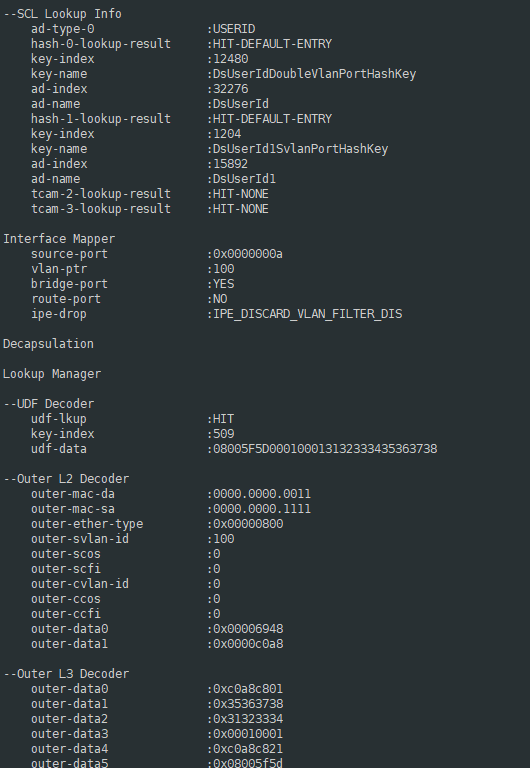 --SCL Lookup Info
ad-type-0 :USERID
hash-0-lookup-result :HIT-DEFAULT-ENTRY
key-index :12480
key-name :DsUserIdDoubleVlanPortHashKey
ad-index :32276
ad-name :DsUserId
hash-1-lookup-result :HIT-DEFAULT-ENTRY
key-index :1204
key-name :DsUserId1SvlanPortHashKey
ad-index :15892
ad-name :DsUserId1
tcam-2-lookup-result :HIT-NONE
tcam-3-lookup-result :HIT-NONE
Interface Mapper
source-port :0x0000000a
vlan-ptr :100
bridge-port :YES
route-port :NO
ipe-drop :IPE_DISCARD_VLAN_FILTER_DIS
Decapsulation
Lookup Manager
--UDF Decoder
udf-lkup :HIT
key-index :509
udf-data :08005F5D000100013132333435363738
--Outer L2 Decoder
outer-mac-da :0000.0000.0011
outer-mac-sa :0000.0000.1111
outer-ether-type :0x00000800
outer-svlan-id :100
outer-scos :0
outer-scfi :0
outer-cvlan-id :0
outer-ccos :0
outer-ccfi :0
outer-data0 :0x00006948
outer-data1 :0x0000c0a8
--Outer L3 Decoder
outer-data0 :0xc0a8c801
outer-data1 :0x35363738
outer-data2 :0x31323334
outer-data3 :0x00010001
outer-data4 :0xc0a8c821
outer-data5 :0x08005f5d